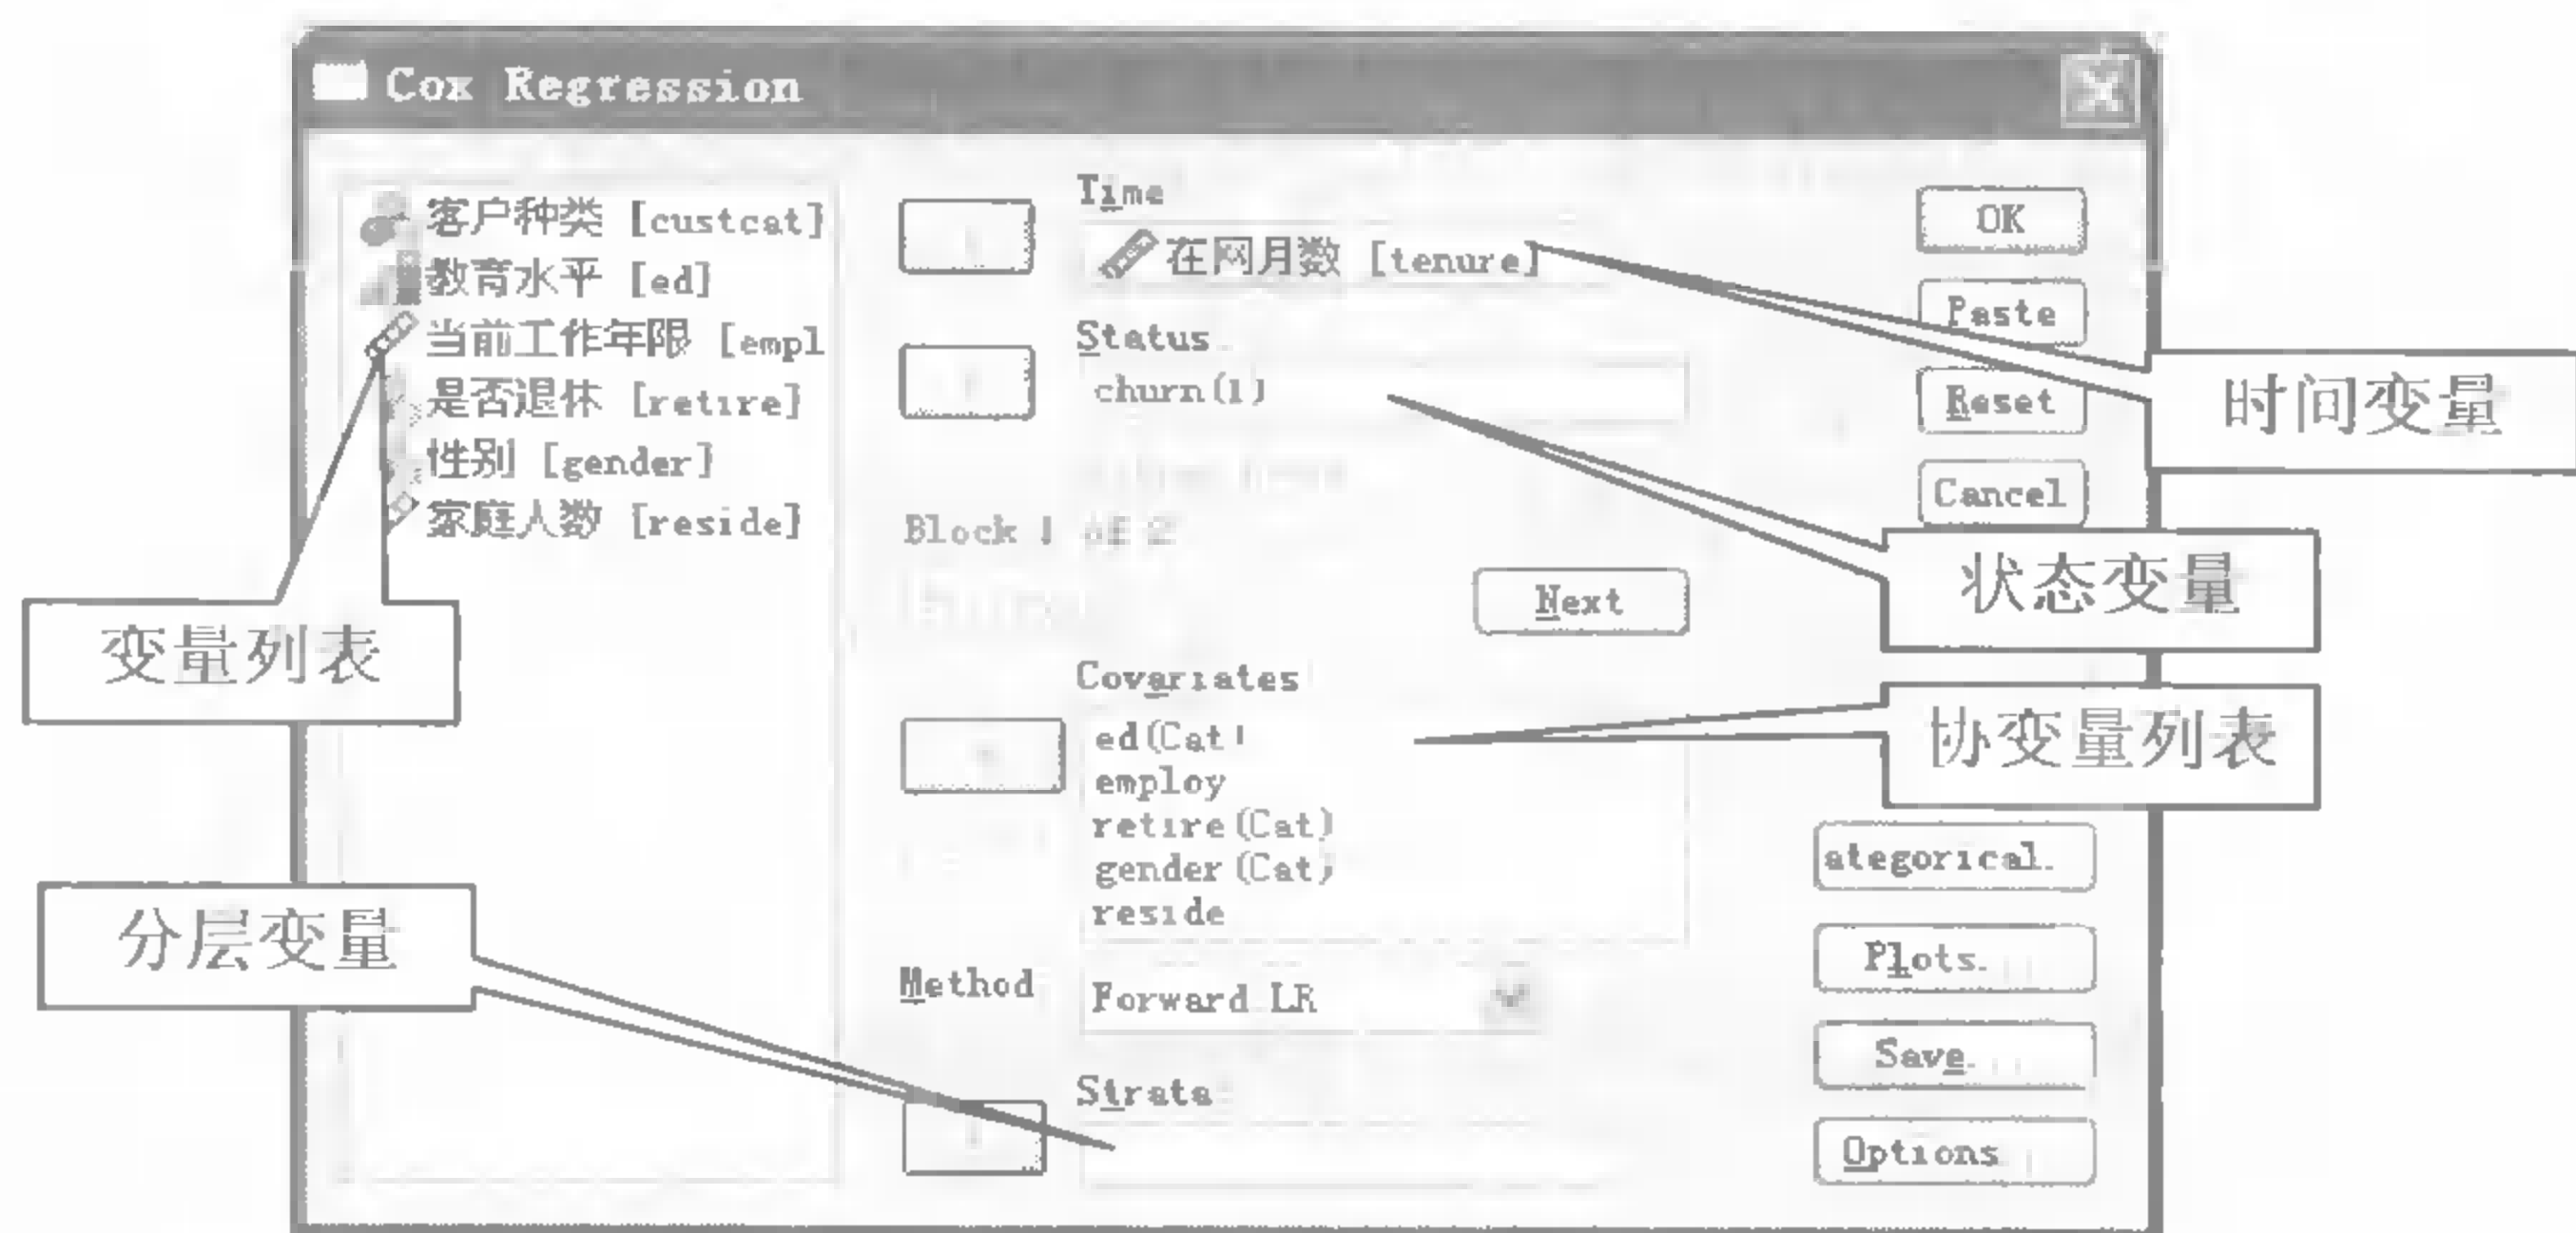 Cox Regression
客户种类 [custcat]
教育水平 [ed]
当前工作年限 [empl
是否退休 [retire]
性别 [gender]
家庭人数 [reside]
变量列表
分层变量
Time
在网月数 [tenure]
Status
churn(1)
Block 1 of 2
Next
Covariates
ed(Cat)
employ
retire(Cat)
gender(Cat)
reside
Method
Forward LR
Strata
OK
Paste
Reset
Cancel
时间变量
状态变量
协变量列表
ategorical.
Plots.
Save.
Options